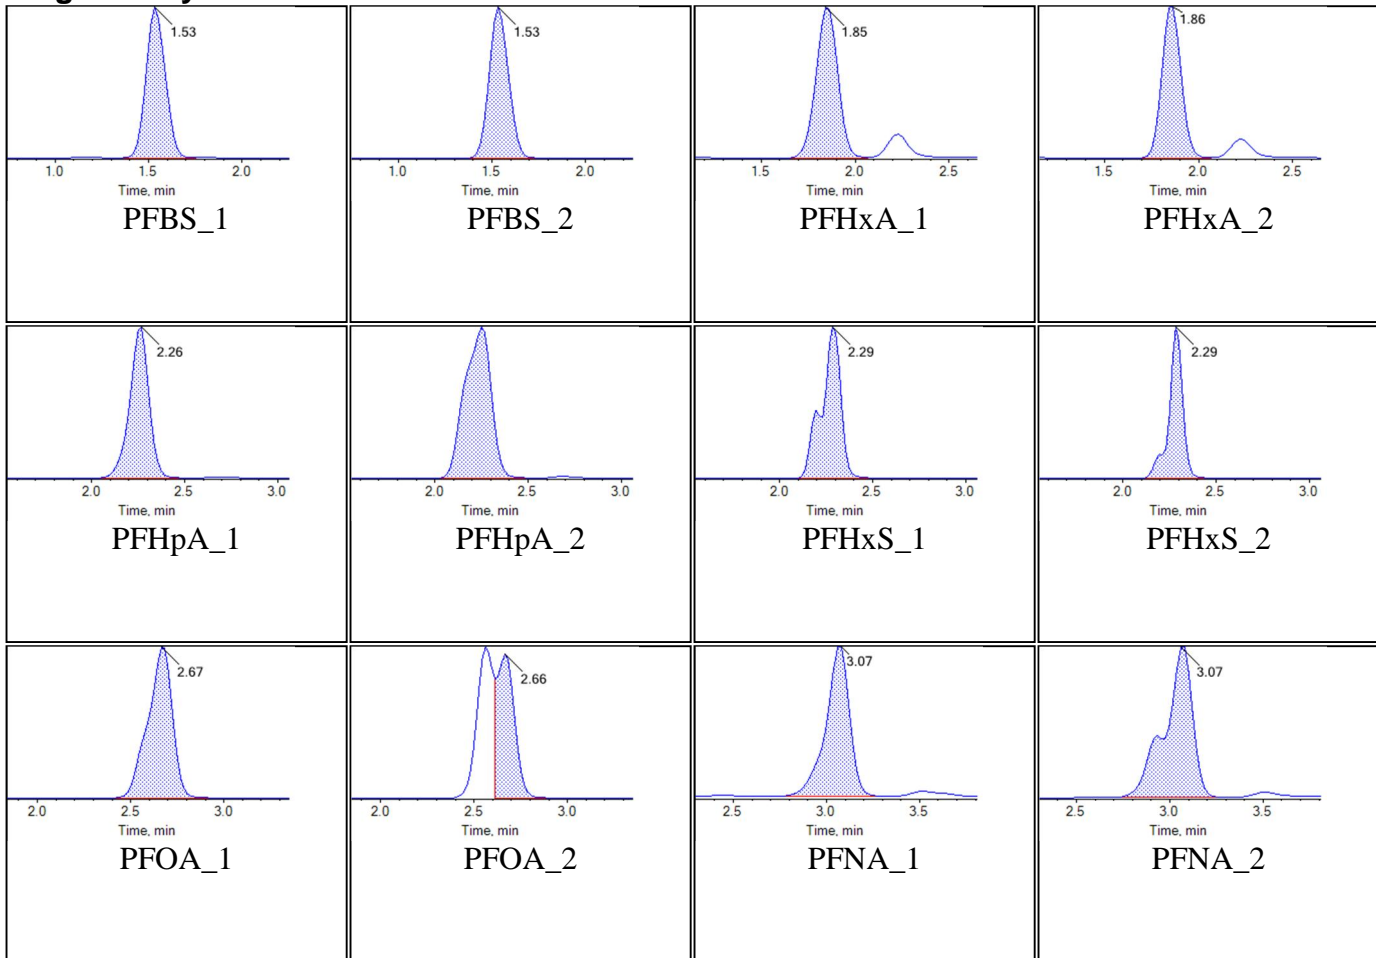 1.53
1.0 1.5 2.0
Time, min
PFBS_1
1.53
1.0 1.5 2.0
Time, min
PFBS_2
1.85
1.5 2.0 2.5
Time, min
PFHxA_1
1.86
1.5 2.0 2.5
Time, min
PFHxA_2
2.26
2.0 2.5 3.0
Time, min
PFHpA_1
2.0 2.5 3.0
Time, min
PFHpA_2
2.29
2.0 2.5 3.0
Time, min
PFHxS_1
2.29
2.0 2.5 3.0
Time, min
PFHxS_2
2.67
2.0 2.5 3.0
Time, min
PFOA_1
2.66
2.0 2.5 3.0
Time, min
PFOA_2
3.07
2.5 3.0 3.5
Time, min
PFNA_1
3.07
2.5 3.0 3.5
Time, min
PFNA_2